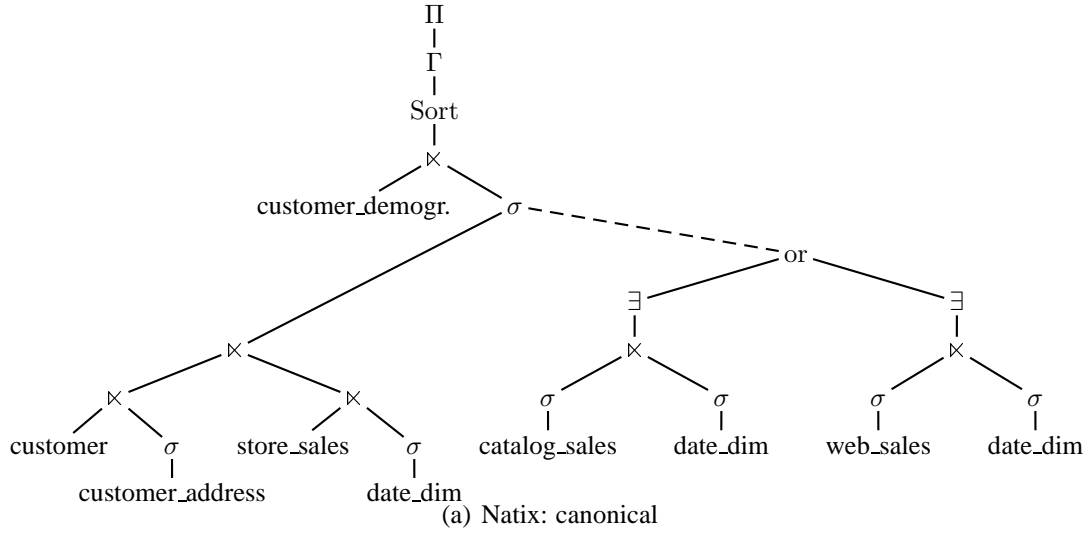 Π
Γ
Sort
⋉
customer_demogr. σ
or
∃ ∃
⋉ ⋉ ⋉
⋉ ⋉ σ σ σ σ
customer σ store_sales σ catalog_sales date_dim web_sales date_dim
customer_address date_dim
(a) Natix: canonical